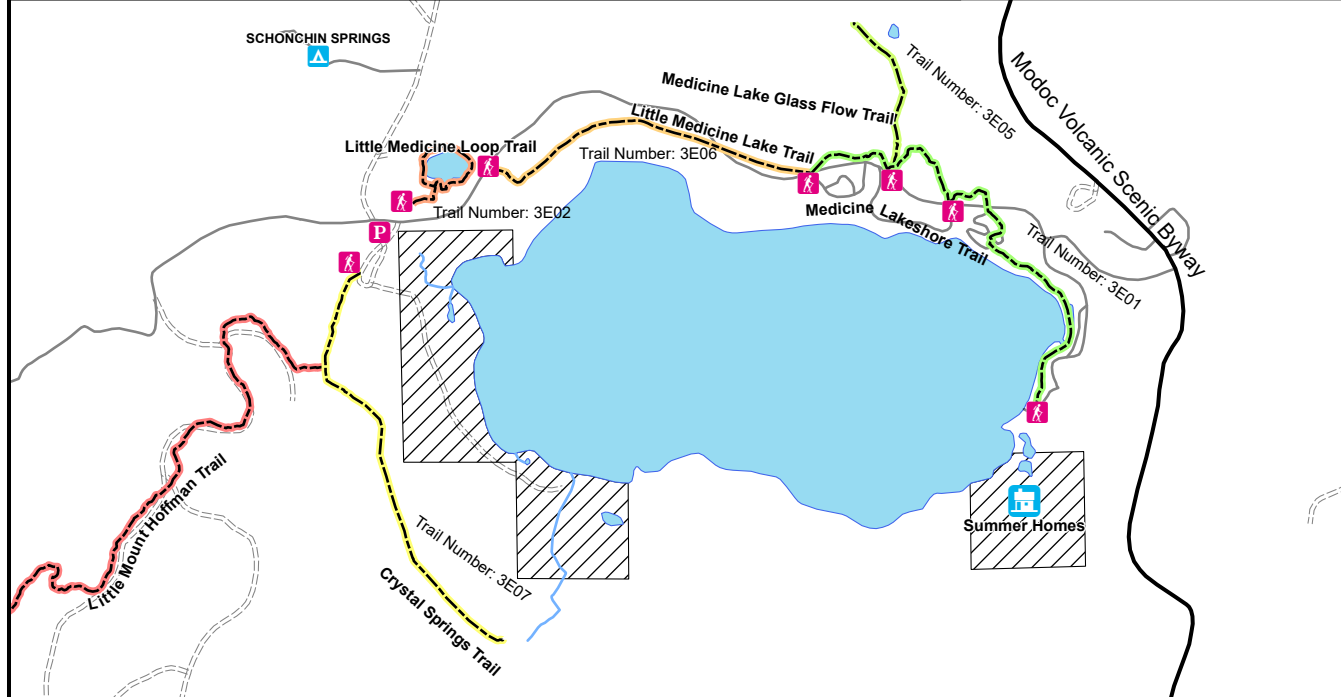 SCHONCHIN SPRINGS
Trail Number: 3E05
Modoc Volcanic Scenic Byway
Medicine Lake Glass Flow Trail
Little Medicine Lake Trail
Little Medicine Loop Trail
Trail Number: 3E06
Trail Number: 3E02
Medicine Lakeshore Trail
P
Trail Number: 3E01
Little Mount Hoffman Trail
Summer Homes
Trail Number: 3E07
Crystal Springs Trail